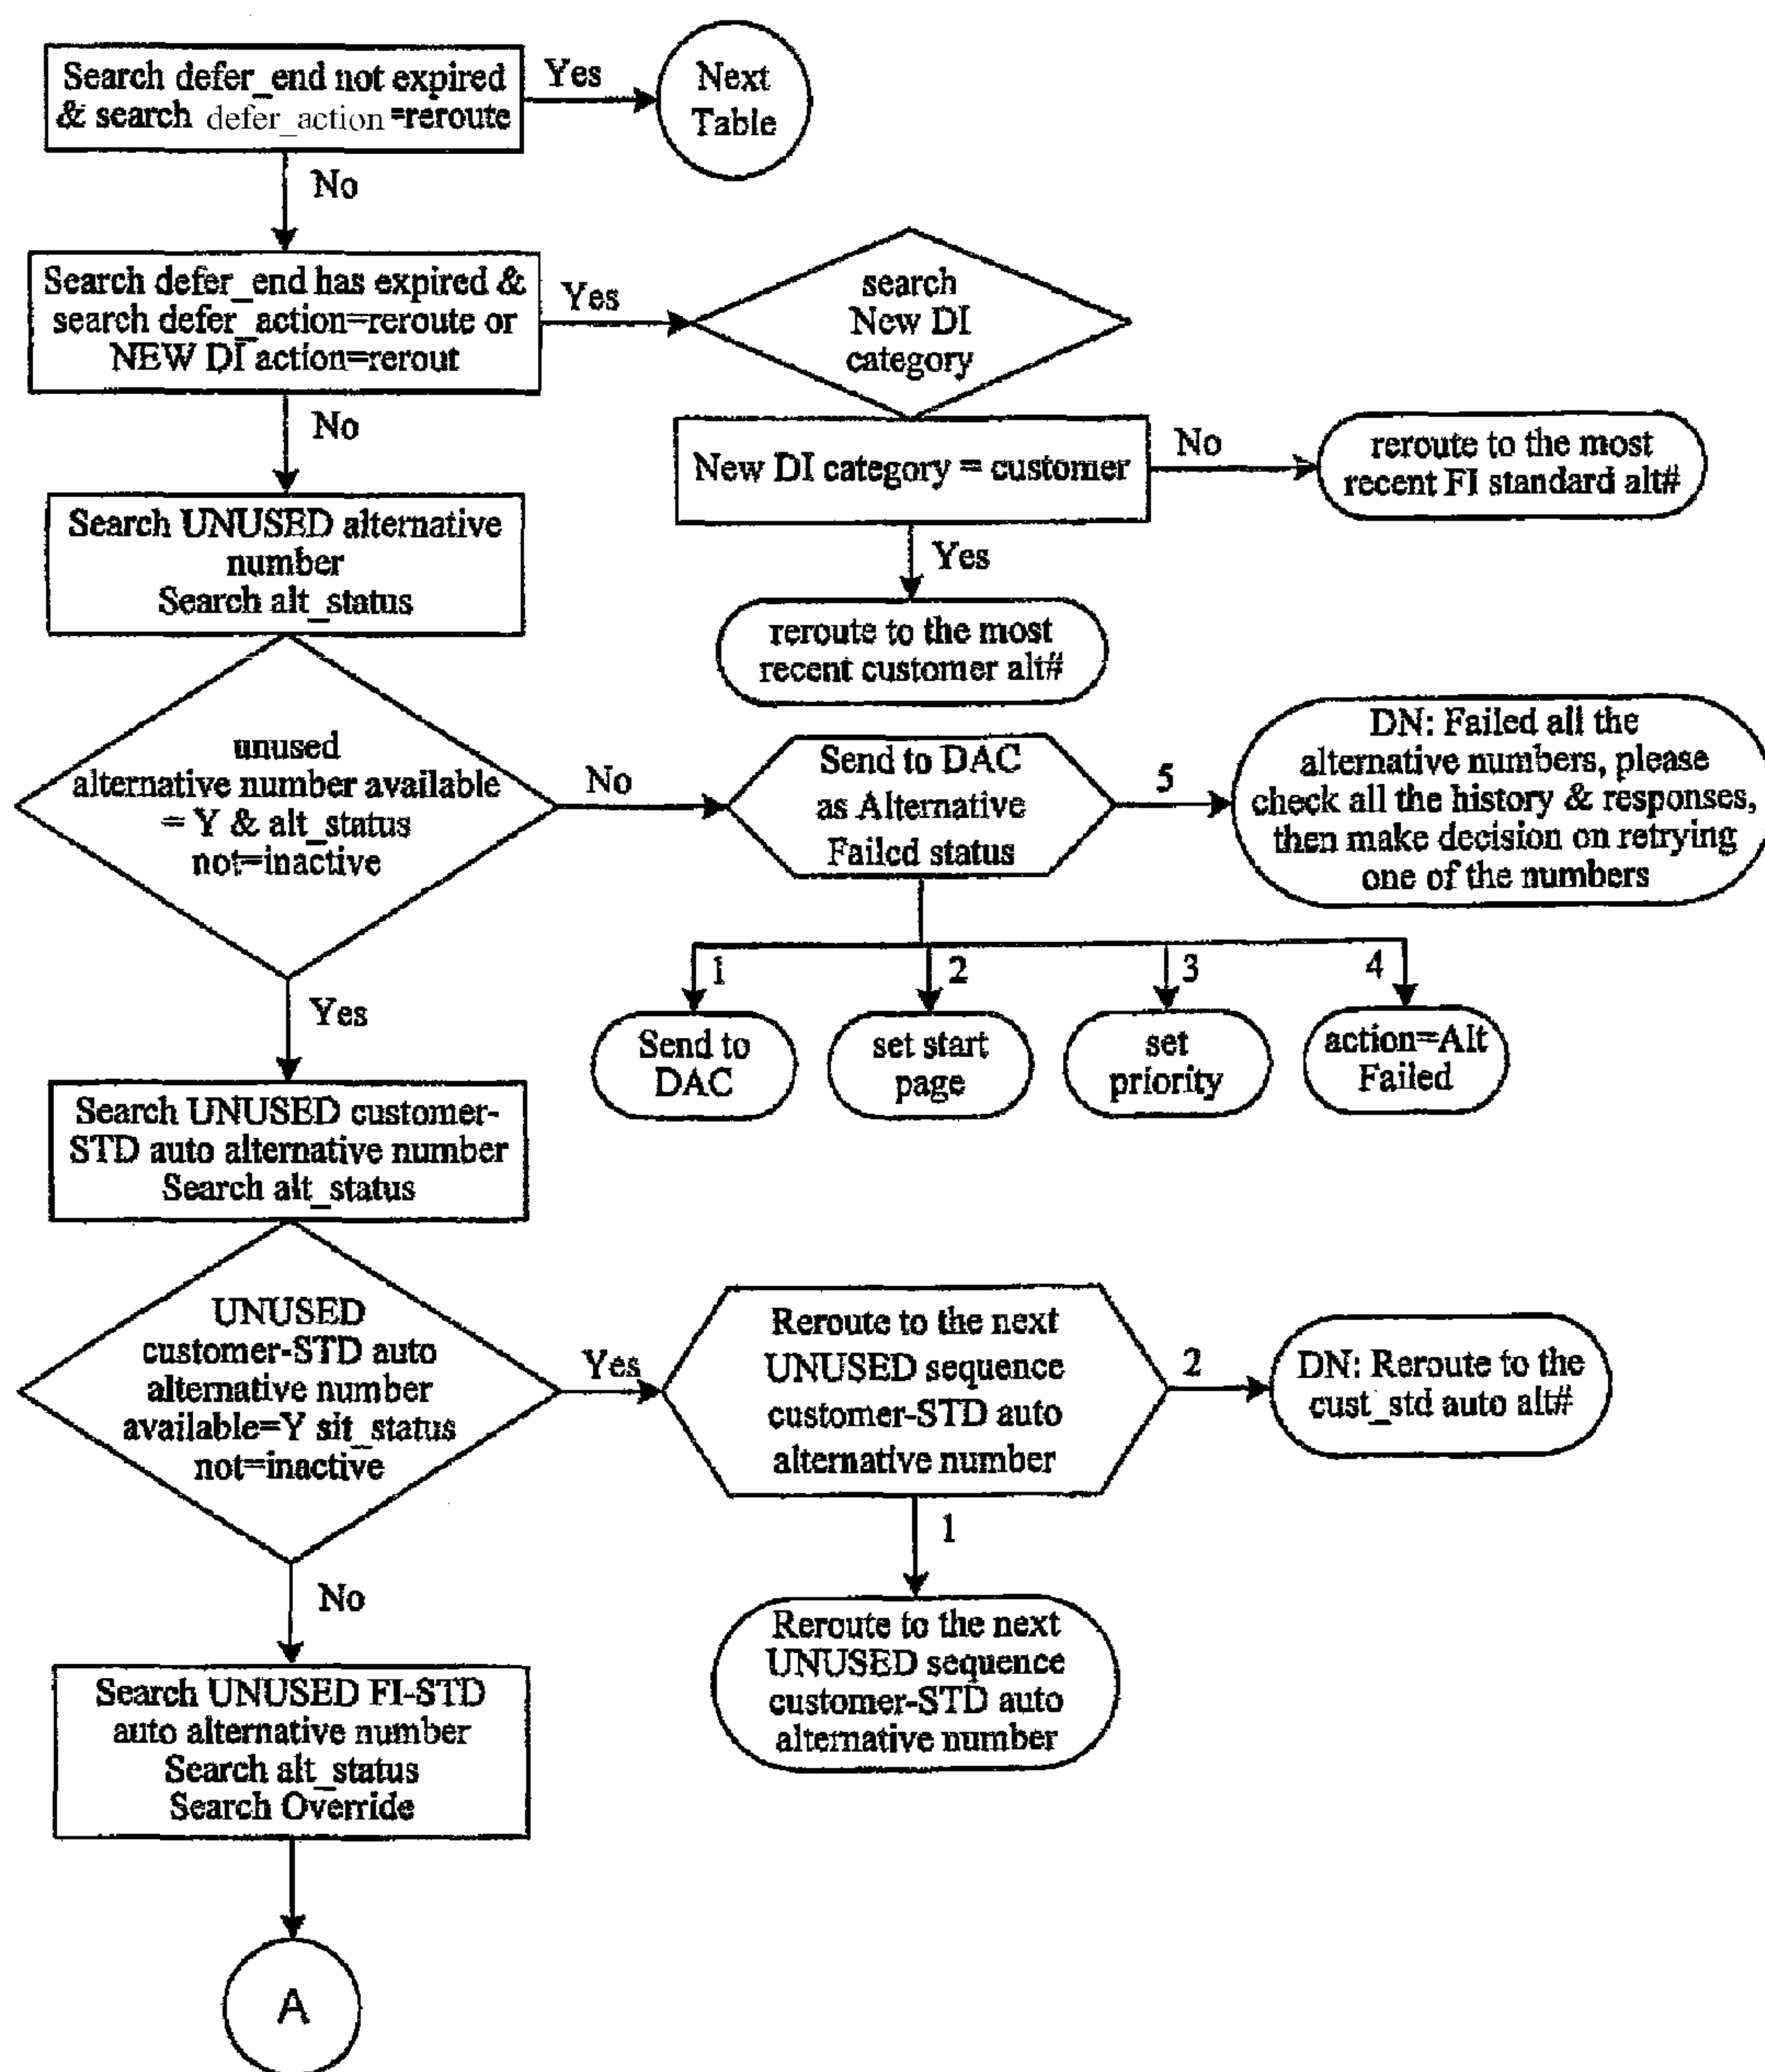 Search defer_end not expired
& search defer_action =reroute
Yes
Next
Table
No
Search defer_end has expired &
search defer_action=reroute or
NEW DI action=rerout
Yes
search
New DI
category
No
New DI category = customer
No
reroute to the most
recent FI standard alt#
Yes
reroute to the most
recent customer alt#
Search UNUSED alternative
number
Search alt_status
unused
alternative number available
= Y & alt_status
not=inactive
No
Send to DAC
as Alternative
Failed status
5
DN: Failed all the
alternative numbers, please
check all the history & responses,
then make decision on retrying
one of the numbers
1
2
3
4
Send to
DAC
set start
page
set
priority
action=Alt
Failed
Yes
Search UNUSED customer-
STD auto alternative number
Search alt_status
UNUSED
customer-STD auto
alternative number
available=Y sit_status
not=inactive
Yes
Reroute to the next
UNUSED sequence
customer-STD auto
alternative number
2
DN: Reroute to the
cust_std auto alt#
1
Reroute to the next
UNUSED sequence
customer-STD auto
alternative number
No
Search UNUSED FI-STD
auto alternative number
Search alt_status
Search Override
A